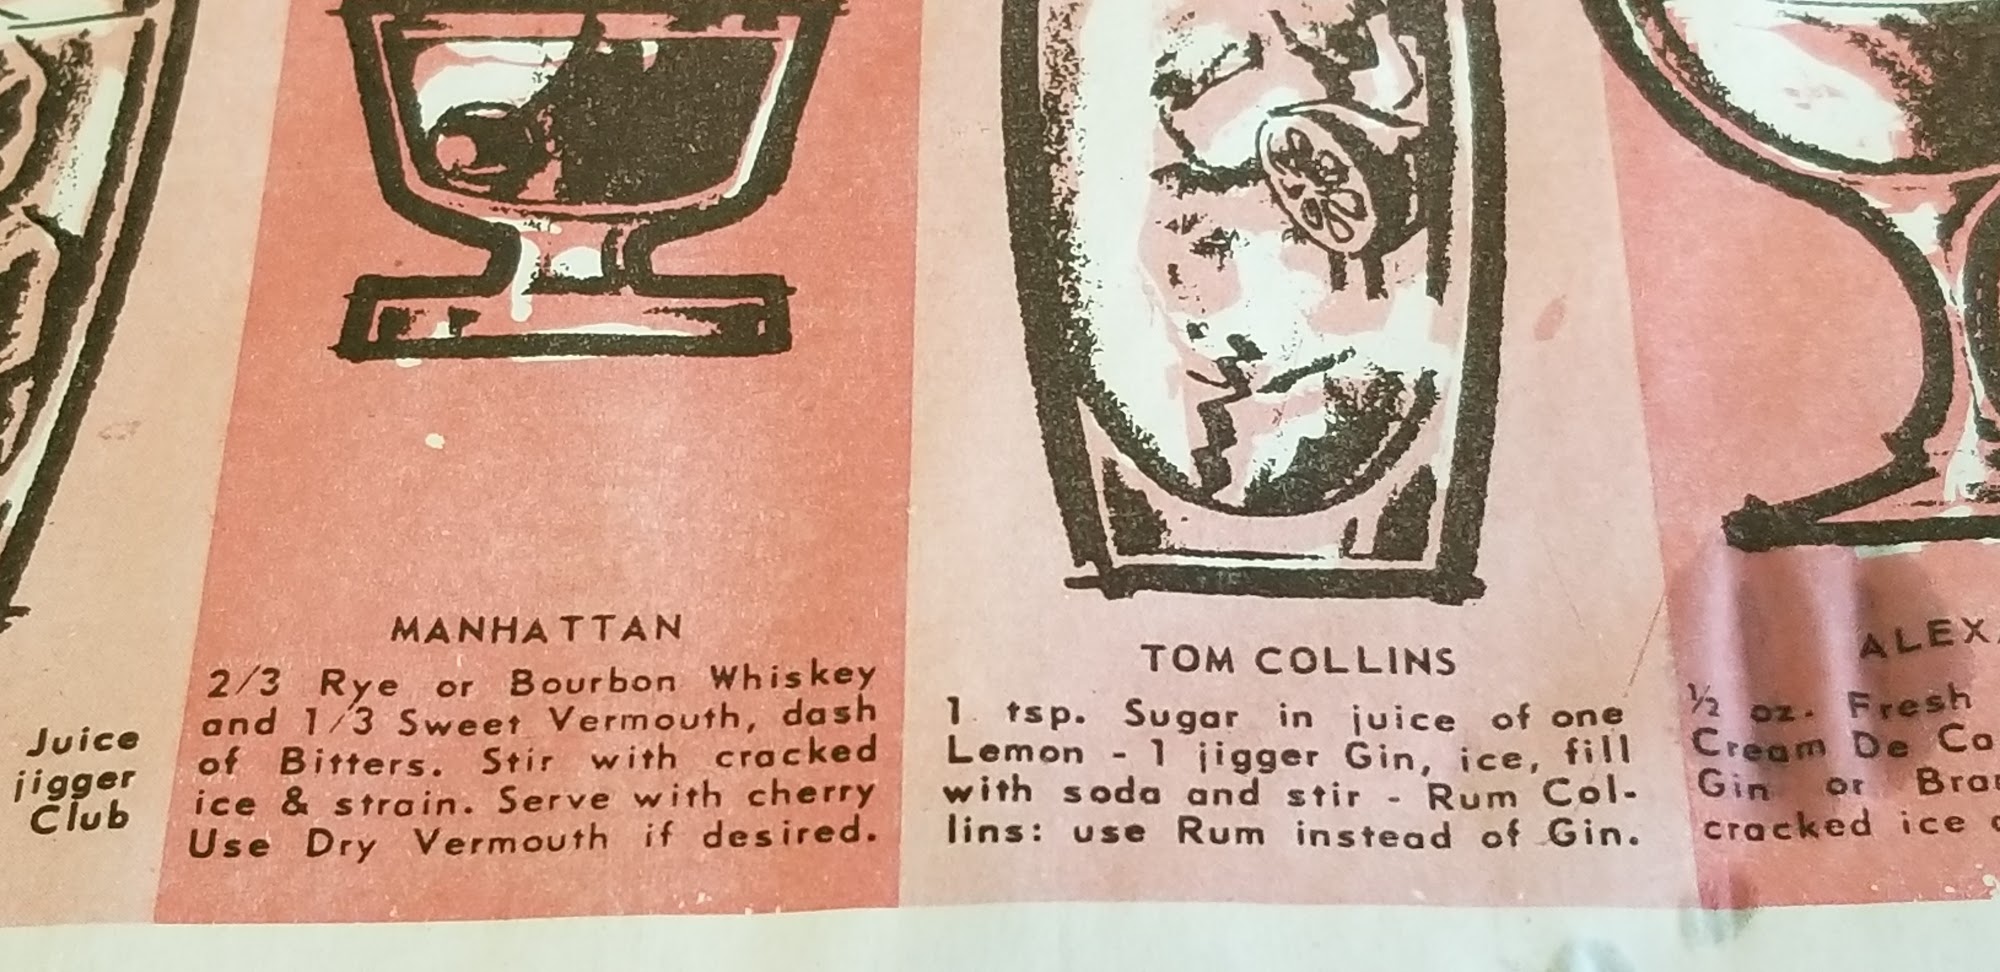 Juice
jigger
Club
MANHATTAN
2/3 Rye or Bourbon Whiskey
and 1/3 Sweet Vermouth, dash
of Bitters. Stir with cracked
ice & strain. Serve with cherry
Use Dry Vermouth if desired.
TOM COLLINS
1 tsp. Sugar in juice of one
Lemon - 1 jigger Gin, ice, fill
with soda and stir - Rum Col-
lins: use Rum instead of Gin.
ALEX
½ oz. Fresh
Cream De Ca
Gin or Bra
cracked ice